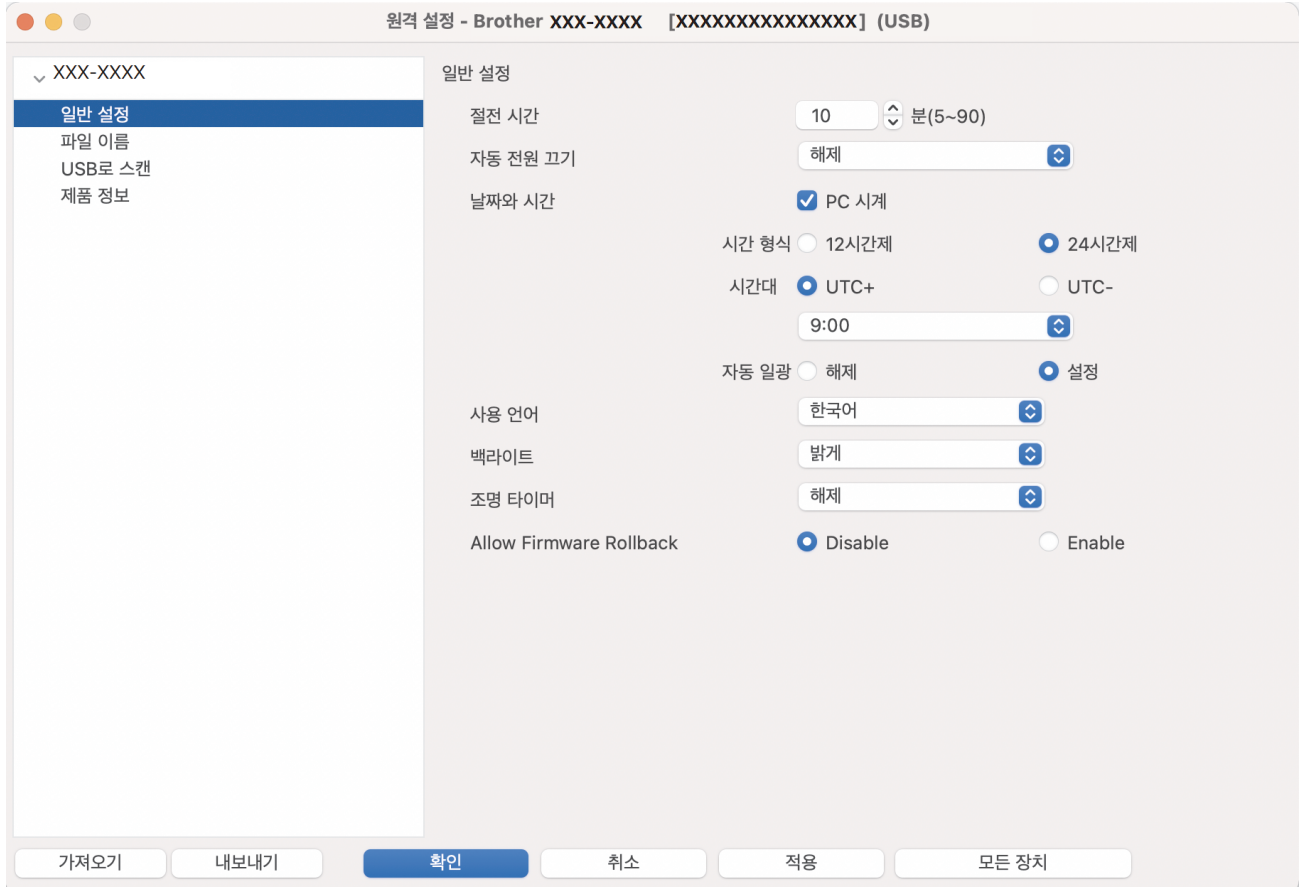 원격 설정 - Brother XXX-XXXX [XXXXXXXXXXXXXXX] (USB)
XXX-XXXX
일반 설정
파일 이름
USB로 스캔
제품 정보
일반 설정
절전 시간 10 분(5~90)
자동 전원 끄기 해제
날짜와 시간 PC 시계
시간 형식 12시간제 24시간제
시간대 UTC+ UTC-
9:00
자동 일광 해제 설정
사용 언어 한국어
백라이트 밝게
조명 타이머 해제
Allow Firmware Rollback Disable Enable
가져오기 내보내기 확인 취소 적용 모든 장치